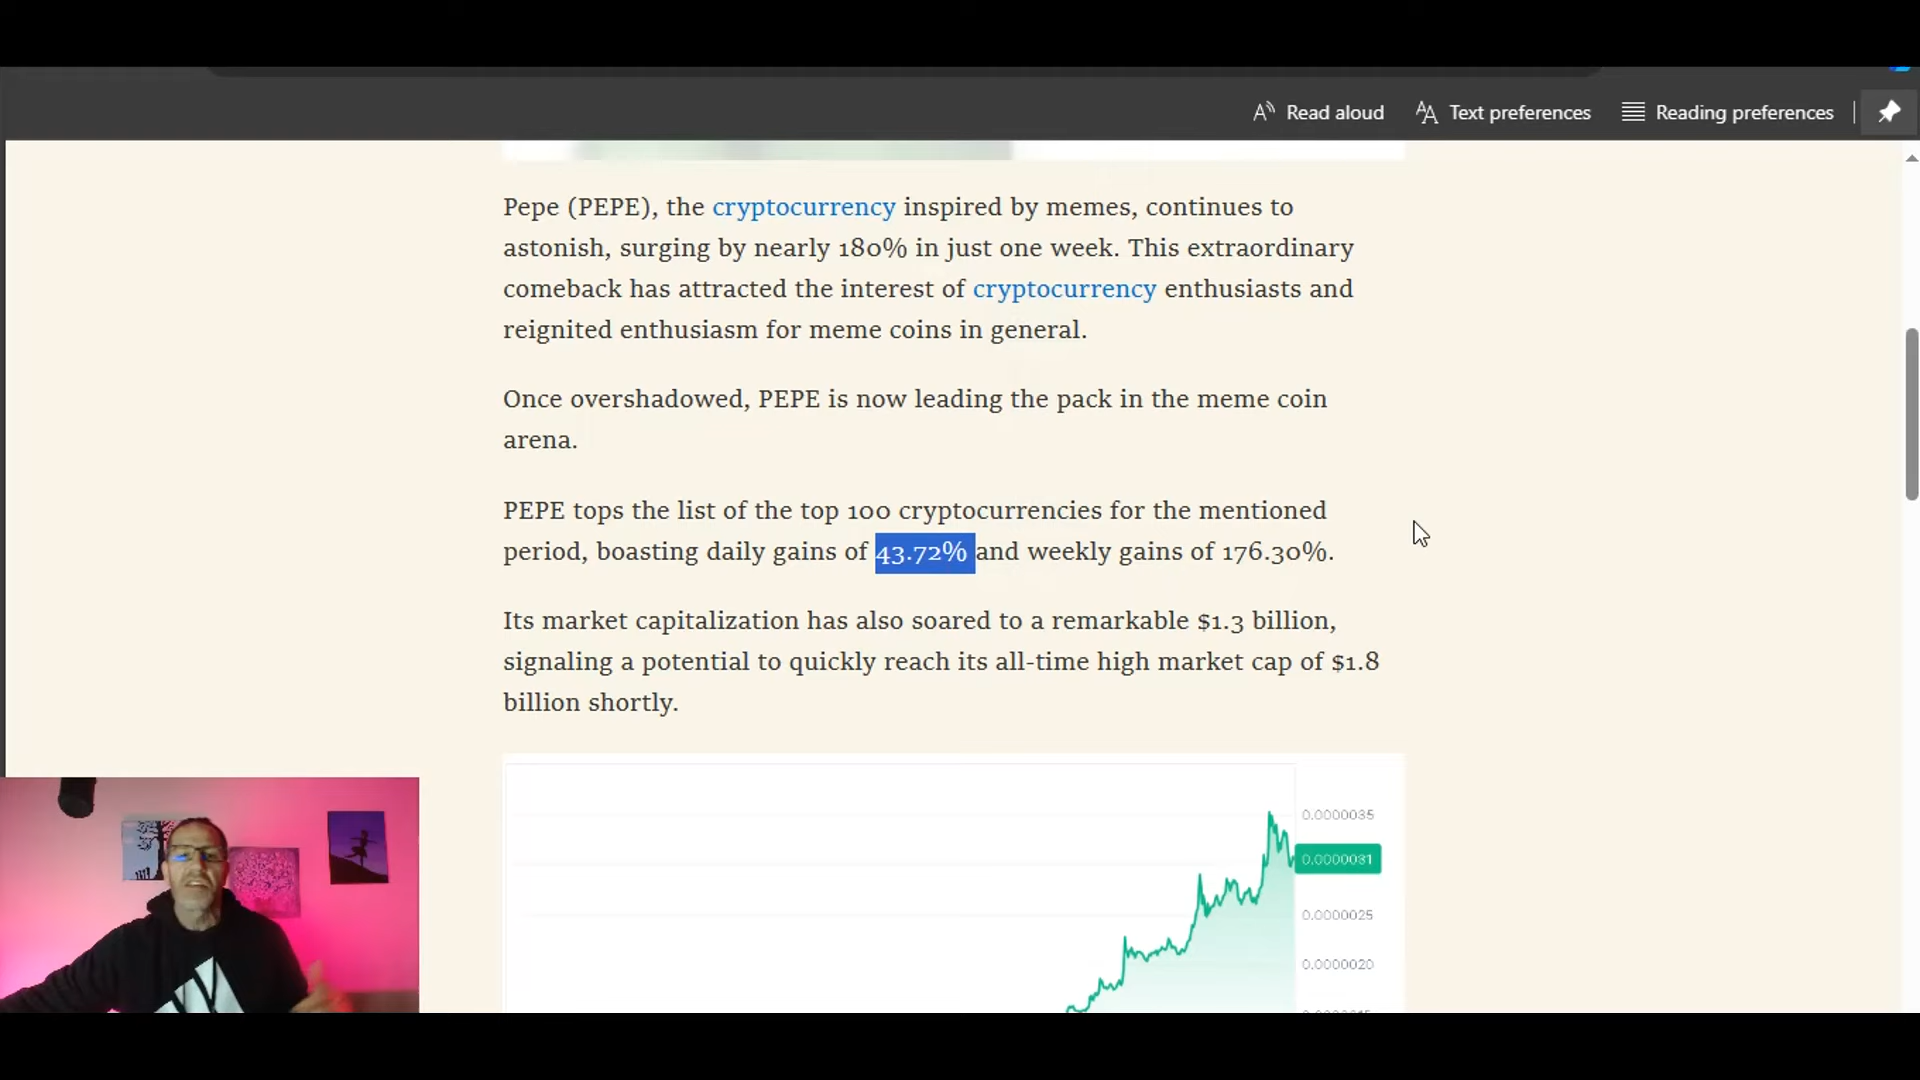 Read aloud
Text preferences
Reading preferences
Pepe (PEPE), the cryptocurrency inspired by memes, continues to
astonish, surging by nearly 180% in just one week. This extraordinary
comeback has attracted the interest of cryptocurrency enthusiasts and
reignited enthusiasm for meme coins in general.
Once overshadowed, PEPE is now leading the pack in the meme coin
arena.
PEPE tops the list of the top 100 cryptocurrencies for the mentioned
period, boasting daily gains of 43.72% and weekly gains of 176.30%.
Its market capitalization has also soared to a remarkable $1.3 billion,
signaling a potential to quickly reach its all-time high market cap of $1.8
billion shortly.
0.0000035
0.0000031
0.0000025
0.0000020